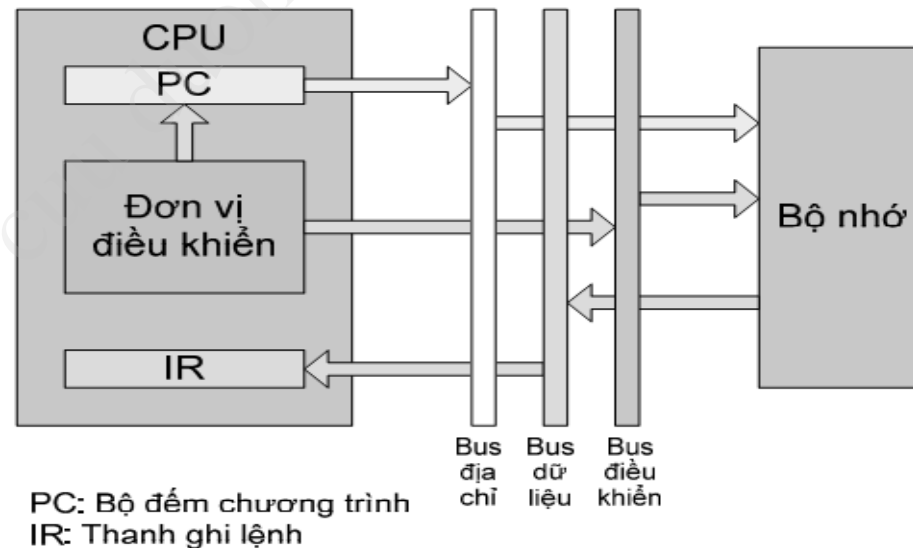 CPU
PC
Đơn vị
điều khiển
IR
Bộ nhớ
Bus
địa
chỉ
Bus
dữ
liệu
Bus
điều
khiển
PC: Bộ đếm chương trình
IR: Thanh ghi lệnh